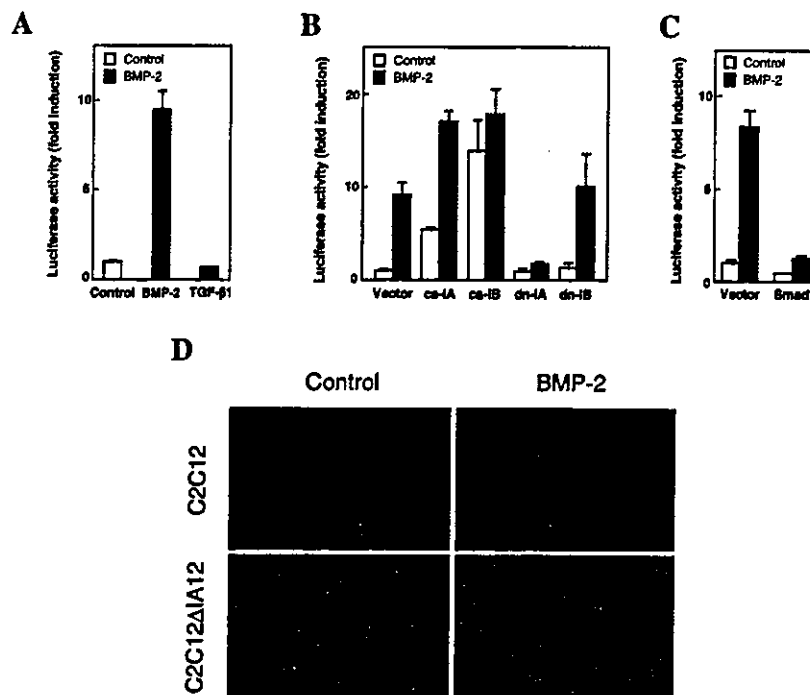 A
Luciferase activity (fold induction)
10
5
0
Control
BMP-2
Control BMP-2 TGF-β1
B
Luciferase activity (fold induction)
20
10
0
Control
BMP-2
Vector ca-IA ca-IB dn-IA dn-IB
C
Luciferase activity (fold induction)
10
5
0
Control
BMP-2
Vector
D
Control BMP-2
C2C12
C2C12ΔIA12